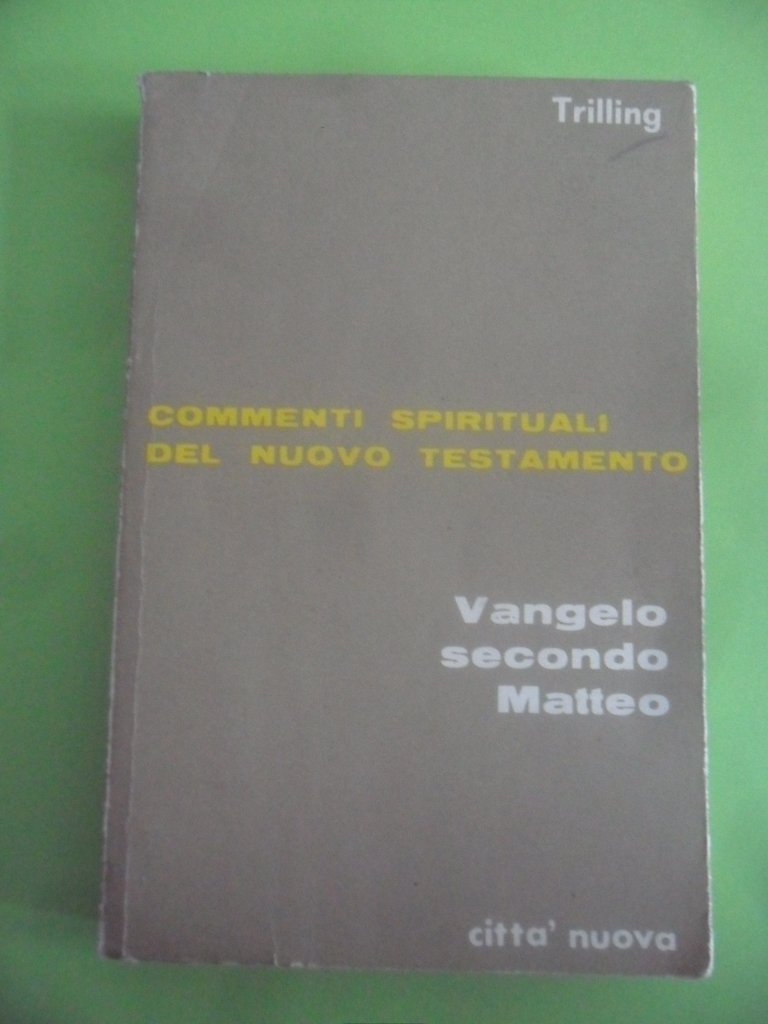 Trilling
COMMENTI SPIRITUALI
DEL NUOVO TESTAMENTO
Vangelo
secondo
Matteo
citta' nuova